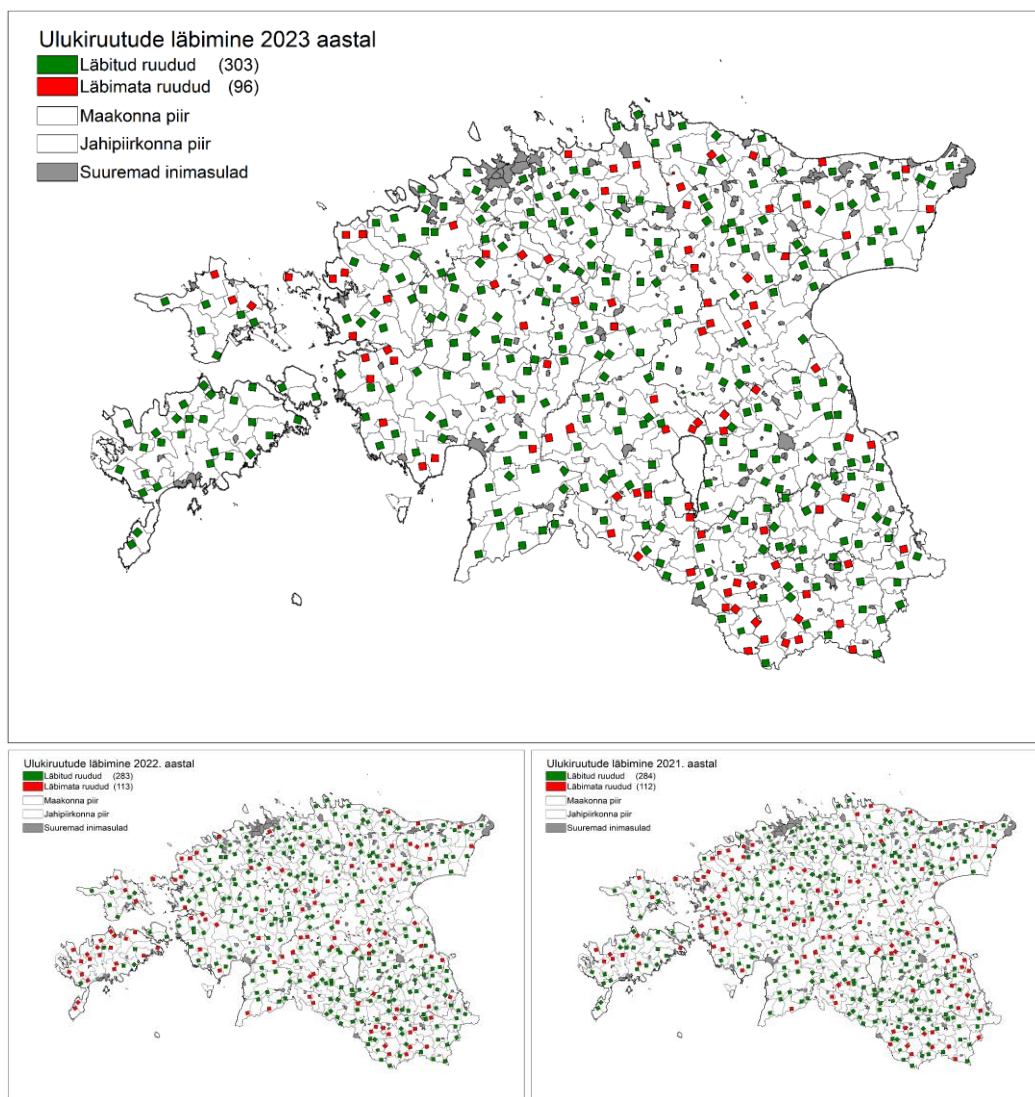 Ulukiruutude läbimine 2023 aastal
Läbitud ruudud (303)
Läbimata ruudud (96)
Maakonna piir
Jahipiirkonna piir
Suuremad inimasulad
Ulukiruutude läbimine 2022. aastal
Läbitud ruudud (283)
Läbimata ruudud (113)
Maakonna piir
Jahipiirkonna piir
Suuremad inimasulad
Ulukiruutude läbimine 2021. aastal
Läbitud ruudud (284)
Läbimata ruudud (112)
Maakonna piir
Jahipiirkonna piir
Suuremad inimasulad